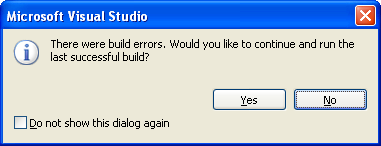 Microsoft Visual Studio
There were build errors. Would you like to continue and run the
last successful build?
Yes
No
Do not show this dialog again